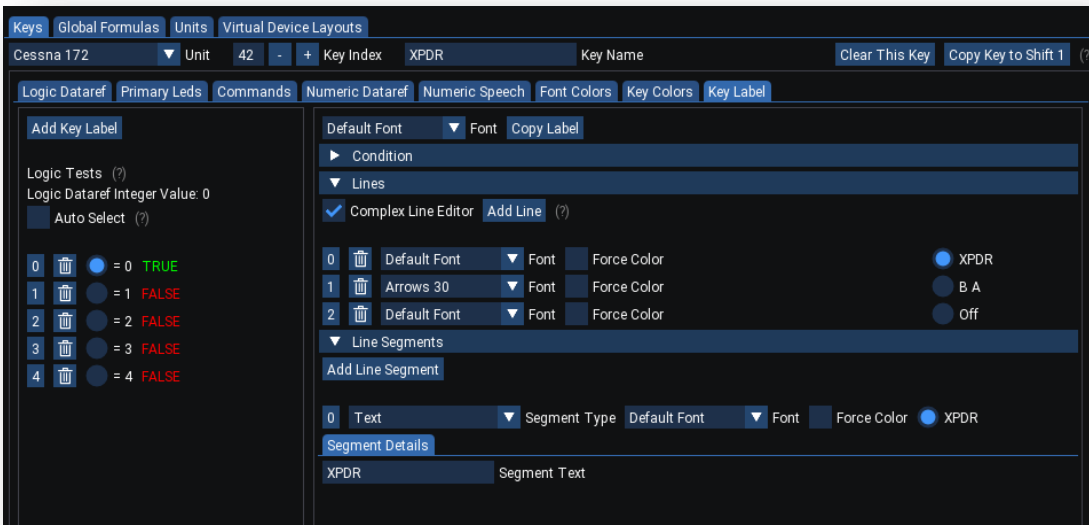 Keys Global Formulas Units Virtual Device Layouts
Cessna 172 Unit 42 - + Key Index XPDR Key Name Clear This Key Copy Key to Shift 1 (?
Logic Dataref Primary Leds Commands Numeric Dataref Numeric Speech Font Colors Key Colors Key Label
Add Key Label
Logic Tests (?)
Logic Dataref Integer Value: 0
Auto Select (?)
0 = 0 TRUE
1 = 1 FALSE
2 = 2 FALSE
3 = 3 FALSE
4 = 4 FALSE
Default Font Font Copy Label
Condition
Lines
Complex Line Editor Add Line (?)
0 Default Font Font Force Color XPDR
1 Arrows 30 Font Force Color B A
2 Default Font Font Force Color Off
Line Segments
Add Line Segment
0 Text Segment Type Default Font Font Force Color XPDR
Segment Details
XPDR Segment Text